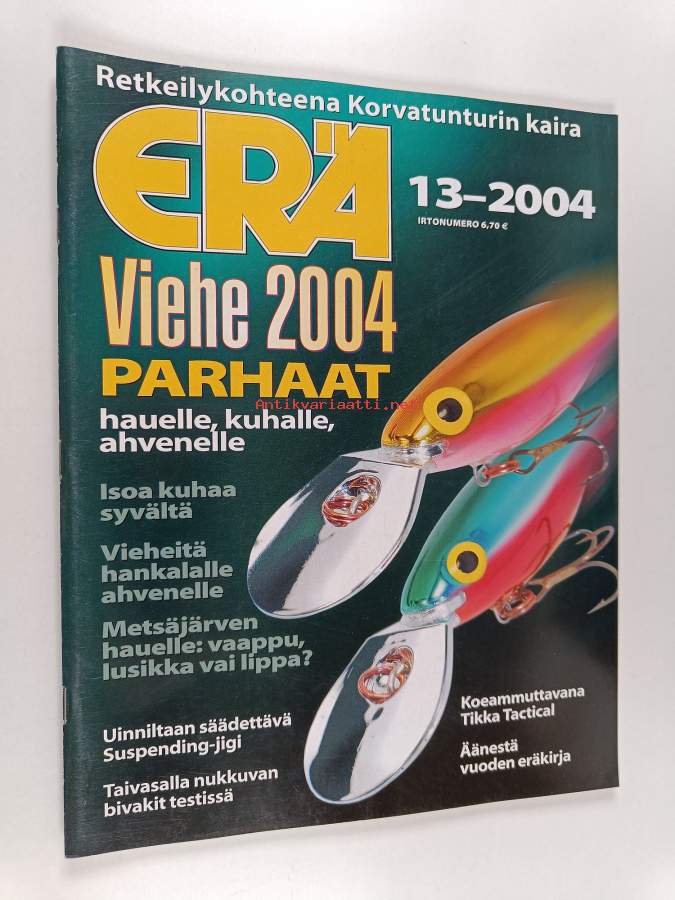 Retkeilykohteena Korvatunturin kaira
ERÄ
13–2004
IRTONUMERO 6,70 €
Viehe 2004
PARHAAT
hauelle, kuhalle,
ahvenelle
Antikvariaatti.net
Isoa kuhaa
syvältä
Vieheitä
hankalalle
ahvenelle
Metsäjärven
hauelle: vaappu,
lusikka vai lippa?
Uinniltaan säädettävä
Suspending-jigi
Taivasalla nukkuvan
bivakit testissä
Koeammuttavana
Tikka Tactical
Äänestä
vuoden eräkirja